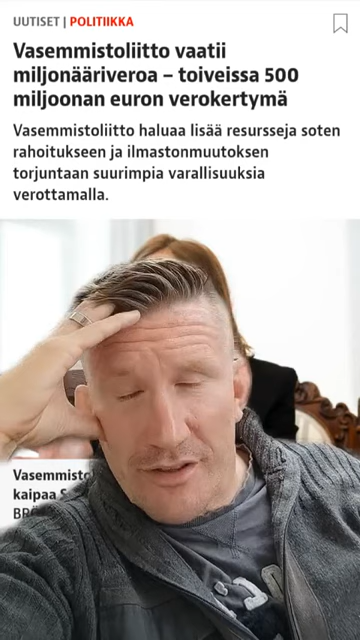 UUTISET | POLITIIKKA
Vasemmistoliitto vaatii
miljonääriveroa – toiveissa 500
miljoonan euron verokertymä
Vasemmistoliitto haluaa lisää resursseja soten
rahoitukseen ja ilmastonmuutoksen
torjuntaan suurimpia varallisuuksia
verottamalla.
kaipaa